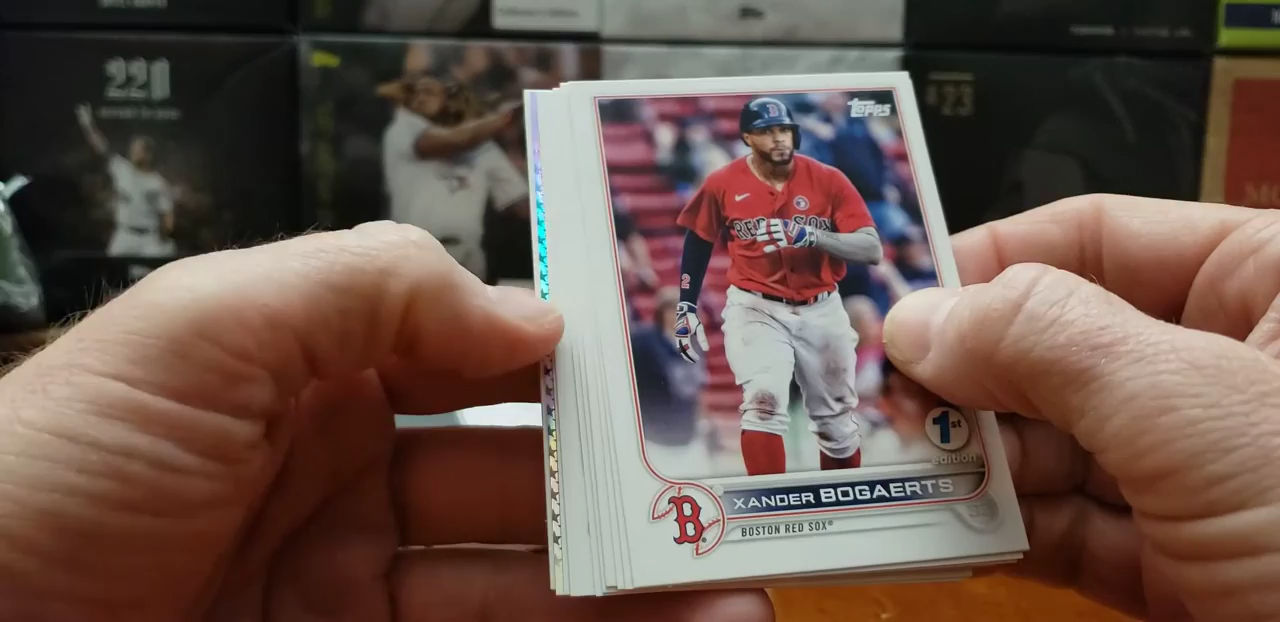 220
#23
TOPPS
RED SOX
2
1st
edition
XANDER BOGAERTS
B
BOSTON RED SOX®